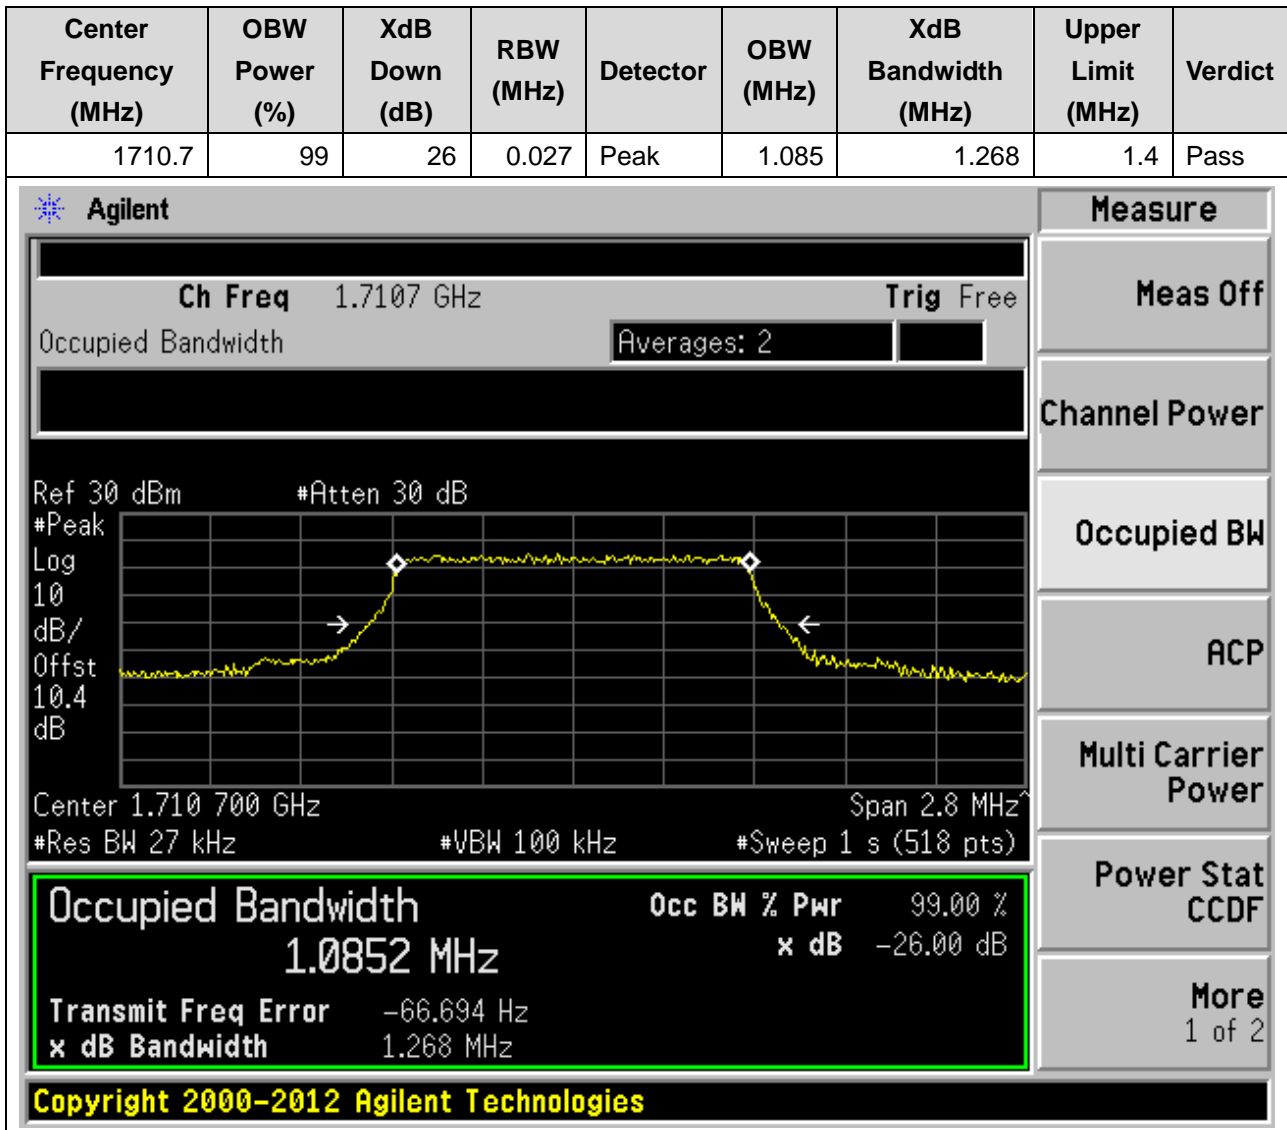 Center Frequency (MHz) OBW Power (%) XdB Down (dB) RBW (MHz) Detector OBW (MHz) XdB Bandwidth (MHz) Upper Limit (MHz) Verdict
1710.7 99 26 0.027 Peak 1.085 1.268 1.4 Pass
Agilent
Measure
Ch Freq 1.7107 GHz Trig Free
Meas Off
Occupied Bandwidth Averages: 2
Channel Power
Ref 30 dBm #Atten 30 dB
#Peak
Log
10
dB/
Offst
10.4
dB
Occupied BW
ACP
Multi Carrier
Power
Center 1.710 700 GHz Span 2.8 MHz^
#Res BW 27 kHz #VBW 100 kHz #Sweep 1 s (518 pts)
Power Stat
CCDF
Occupied Bandwidth Occ BW % Pwr 99.00 %
1.0852 MHz x dB -26.00 dB
More
1 of 2
Transmit Freq Error -66.694 Hz
x dB Bandwidth 1.268 MHz
Copyright 2000-2012 Agilent Technologies